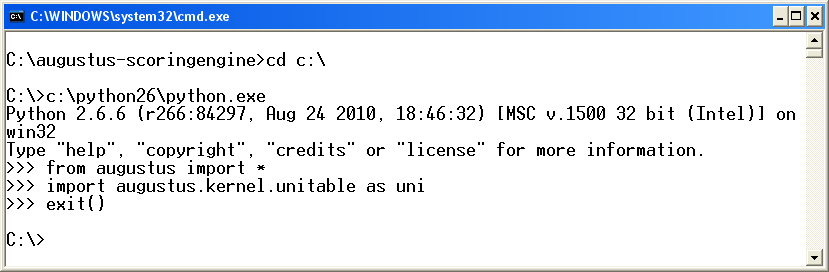 C:\WINDOWS\system32\cmd.exe
C:\augustus-scoringengine>cd c:\
C:\>c:\python26\python.exe
Python 2.6.6 (r266:84297, Aug 24 2010, 18:46:32) [MSC v.1500 32 bit (Intel)] on
win32
Type "help", "copyright", "credits" or "license" for more information.
>>> from augustus import *
>>> import augustus.kernel.unitable as uni
>>> exit()
C:\>